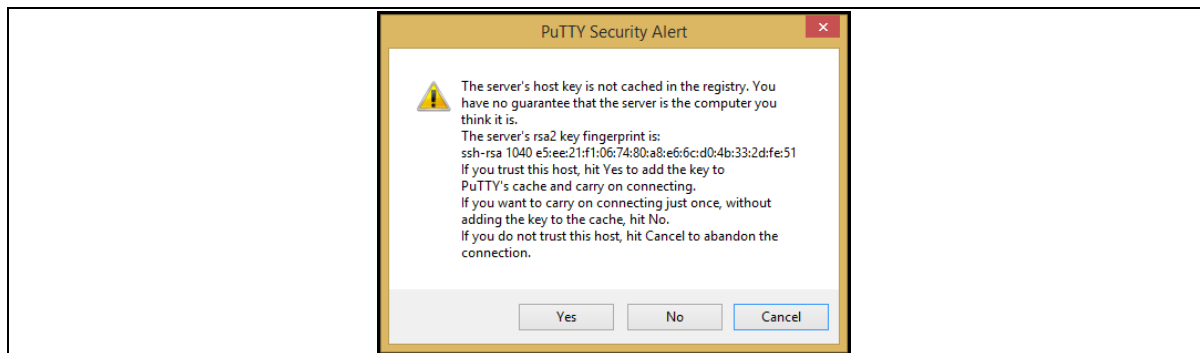 PuTTY Security Alert
The server's host key is not cached in the registry. You
have no guarantee that the server is the computer you
think it is.
The server's rsa2 key fingerprint is:
ssh-rsa 1040 e5:ee:21:f1:06:74:80:a8:e6:6c:d0:4b:33:2d:fe:51
If you trust this host, hit Yes to add the key to
PuTTY's cache and carry on connecting.
If you want to carry on connecting just once, without
adding the key to the cache, hit No.
If you do not trust this host, hit Cancel to abandon the
connection.
Yes No Cancel